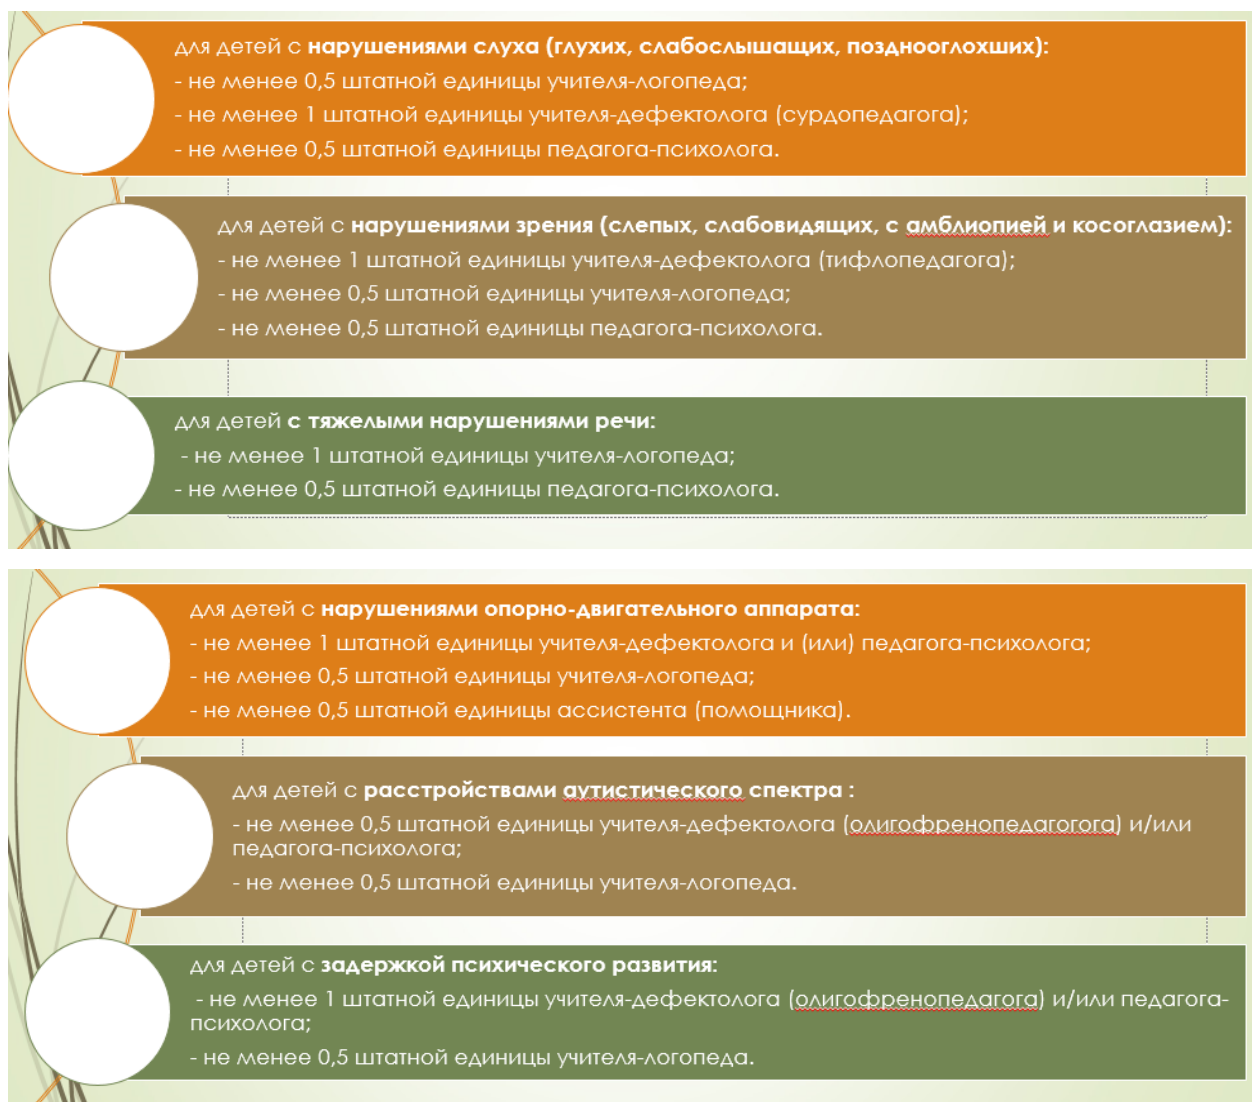 для детей с нарушениями слуха (глухих, слабослышащих, позднооглохших):
- не менее 0,5 штатной единицы учителя-логопеда;
- не менее 1 штатной единицы учителя-дефектолога (сурдопедагога);
- не менее 0,5 штатной единицы педагога-психолога.
для детей с нарушениями зрения (слепых, слабовидящих, с амблиопией и косоглазием):
- не менее 1 штатной единицы учителя-дефектолога (тифлопедагога);
- не менее 0,5 штатной единицы учителя-логопеда;
- не менее 0,5 штатной единицы педагога-психолога.
для детей с тяжелыми нарушениями речи:
- не менее 1 штатной единицы учителя-логопеда;
- не менее 0,5 штатной единицы педагога-психолога.
для детей с нарушениями опорно-двигательного аппарата:
- не менее 1 штатной единицы учителя-дефектолога и (или) педагога-психолога;
- не менее 0,5 штатной единицы учителя-логопеда;
- не менее 0,5 штатной единицы ассистента (помощника).
для детей с расстройствами аутистического спектра :
- не менее 0,5 штатной единицы учителя-дефектолога (олигофренопедагогога) и/или
педагога-психолога;
- не менее 0,5 штатной единицы учителя-логопеда.
для детей с задержкой психического развития:
- не менее 1 штатной единицы учителя-дефектолога (олигофренопедагога) и/или педагога-
психолога;
- не менее 0,5 штатной единицы учителя-логопеда.